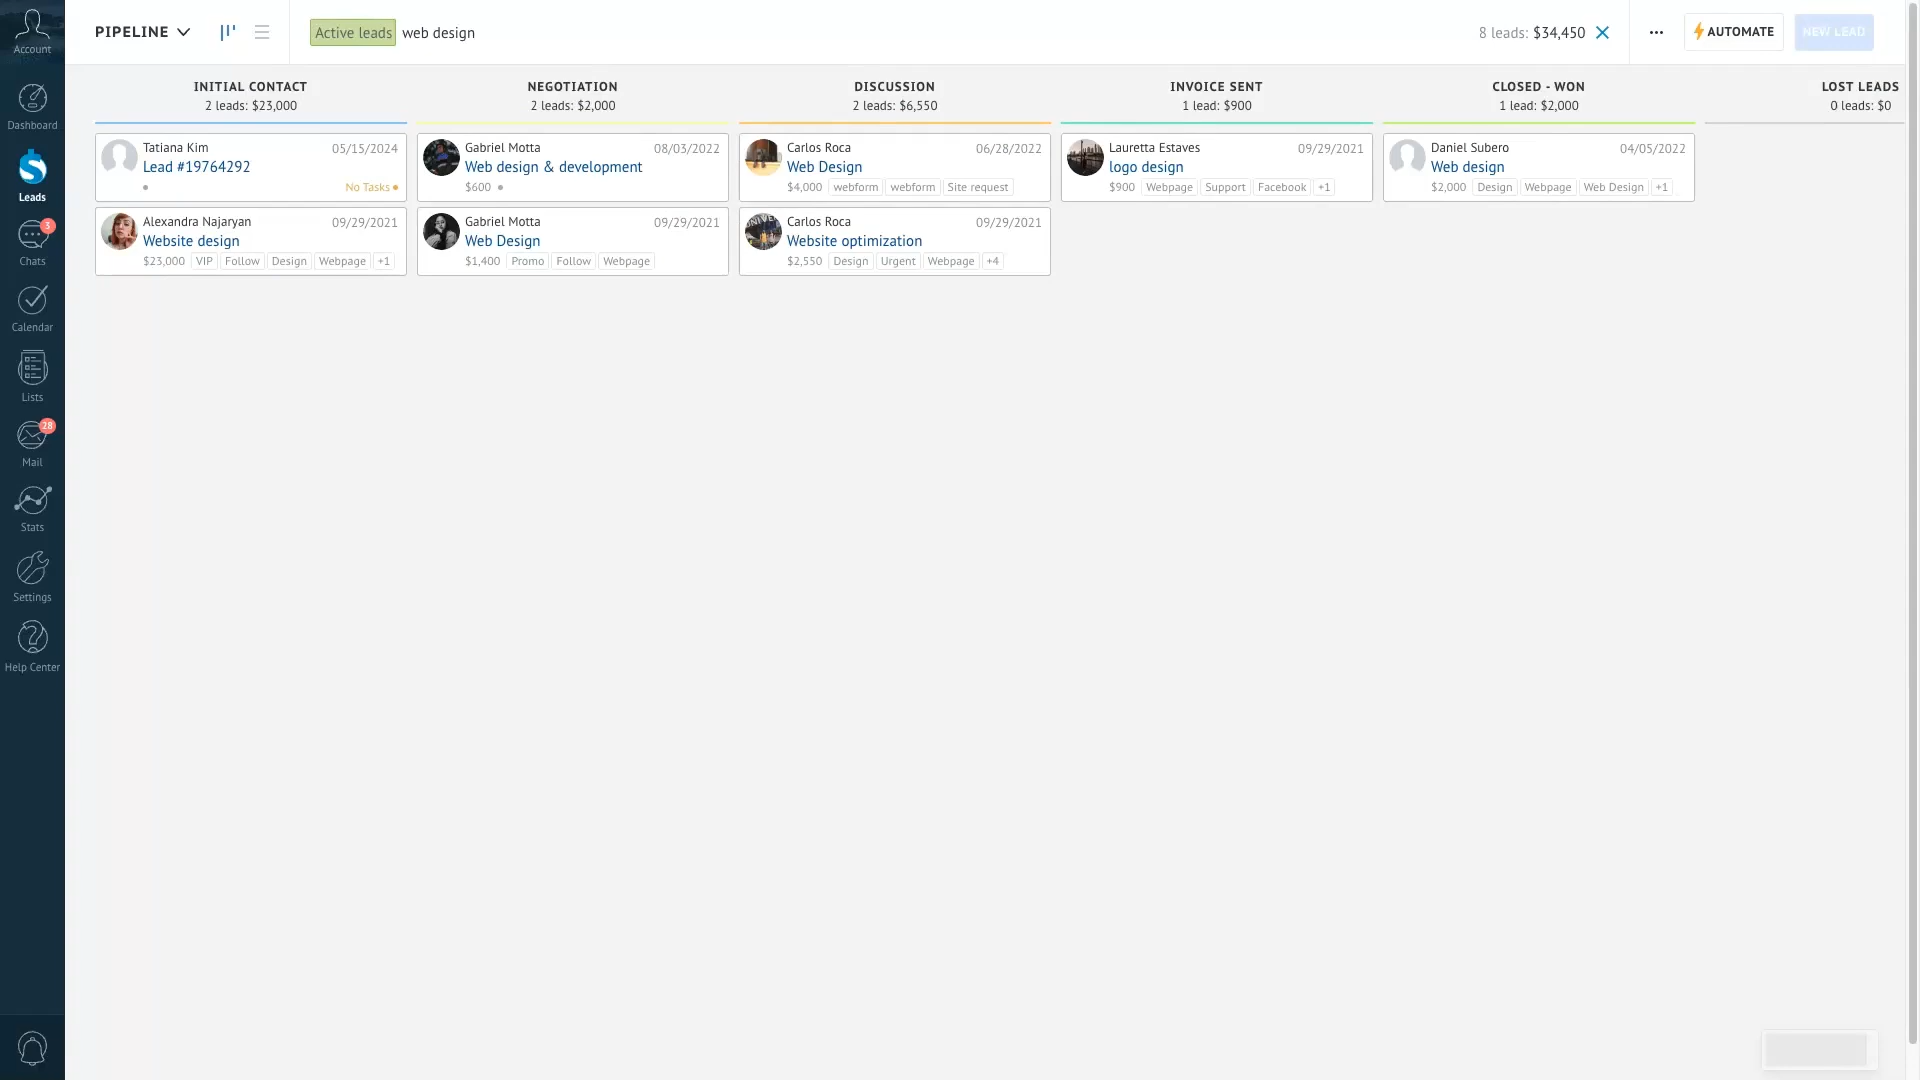 Account
Dashboard
Leads
3
Chats
Calendar
Lists
28
Mail
Stats
Settings
Help Center
PIPELINE
Active leads web design
8 leads: $34,450
AUTOMATE
NEW LEAD
INITIAL CONTACT
2 leads: $23,000
Tatiana Kim 05/15/2024
Lead #19764292
No Tasks
Alexandra Najaryan 09/29/2021
Website design
$23,000 VIP Follow Design Webpage +1
NEGOTIATION
2 leads: $2,000
Gabriel Motta 08/03/2022
Web design & development
$600
Gabriel Motta 09/29/2021
Web Design
$1,400 Promo Follow Webpage
DISCUSSION
2 leads: $6,550
Carlos Roca 06/28/2022
Web Design
$4,000 webform webform Site request
Carlos Roca 09/29/2021
Website optimization
$2,550 Design Urgent Webpage +4
INVOICE SENT
1 lead: $900
Lauretta Estaves 09/29/2021
logo design
$900 Webpage Support Facebook +1
CLOSED - WON
1 lead: $2,000
Daniel Subero 04/05/2022
Web design
$2,000 Design Webpage Web Design +1
LOST LEADS
0 leads: $0